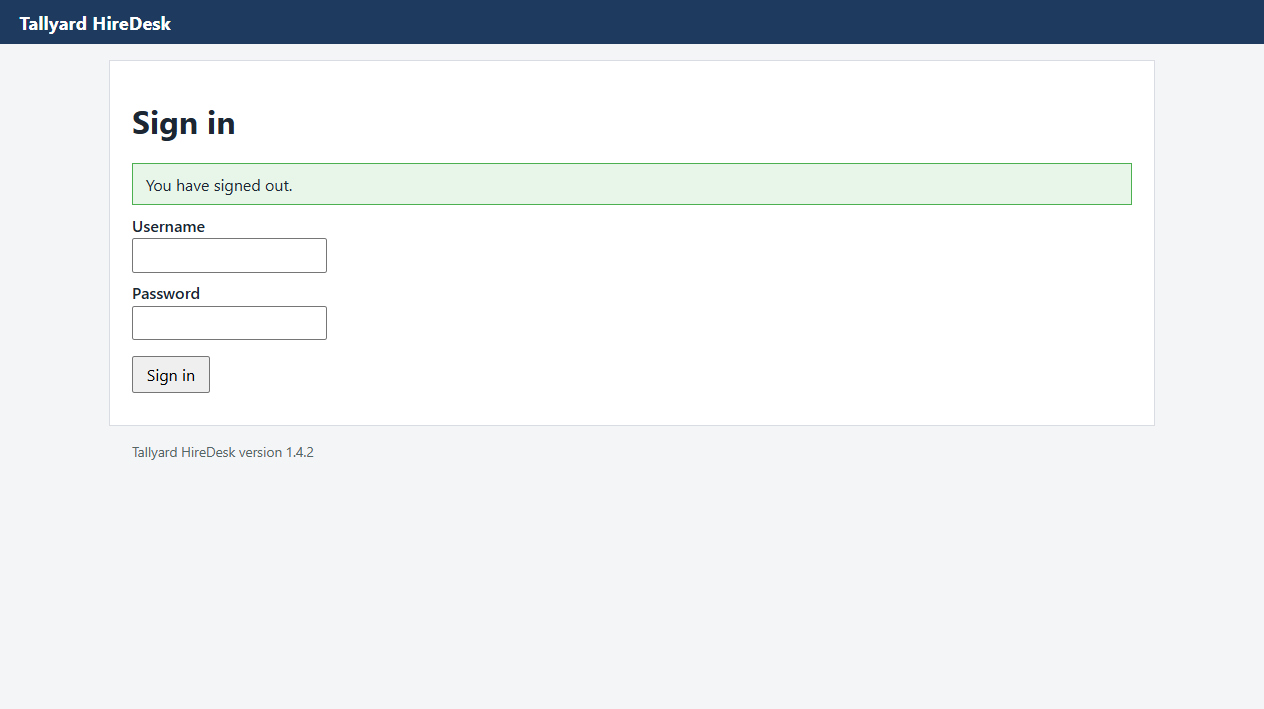 Tallyard HireDesk
Sign in
You have signed out.
Username
Password
Sign in
Tallyard HireDesk version 1.4.2